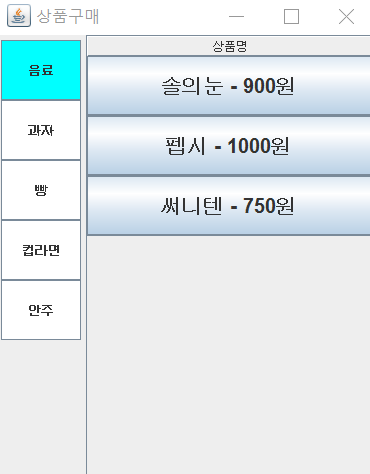 상품구매
음료
과자
빵
컵라면
안주
상품명
솔의눈 - 900원
펩시 - 1000원
써니텐 - 750원